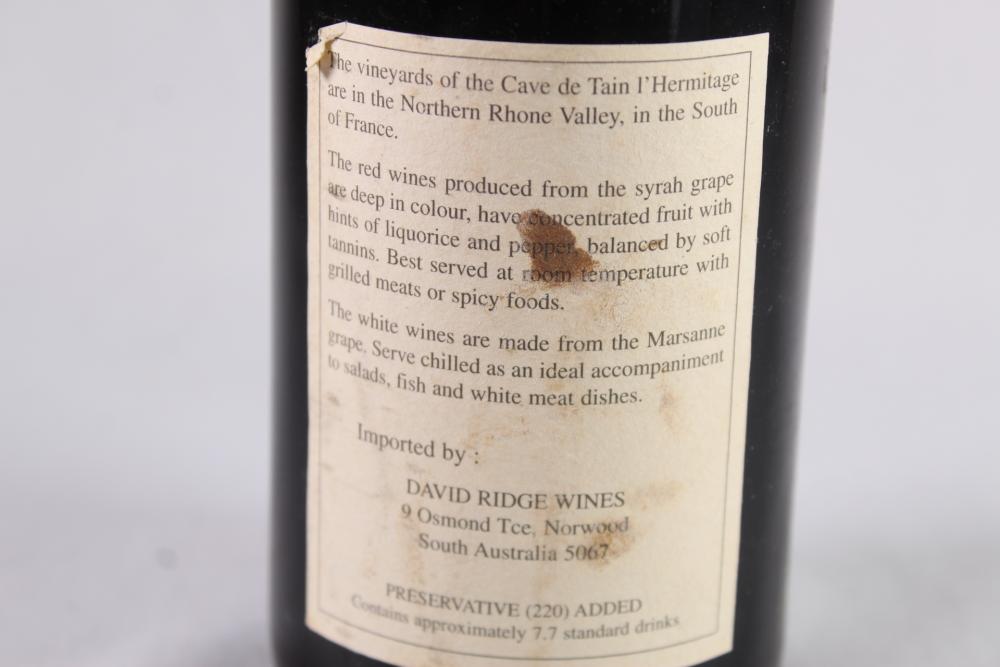 The vineyards of the Cave de Tain l'Hermitage
are in the Northern Rhone Valley, in the South
of France.
The red wines produced from the syrah grape
are deep in colour, have concentrated fruit with
hints of liquorice and pepper, balanced by soft
tannins. Best served at room temperature with
grilled meats or spicy foods.
The white wines are made from the Marsanne
grape. Serve chilled as an ideal accompaniment
to salads, fish and white meat dishes.
Imported by :
DAVID RIDGE WINES
9 Osmond Tce, Norwood
South Australia 5067
PRESERVATIVE (220) ADDED
Contains approximately 7.7 standard drinks